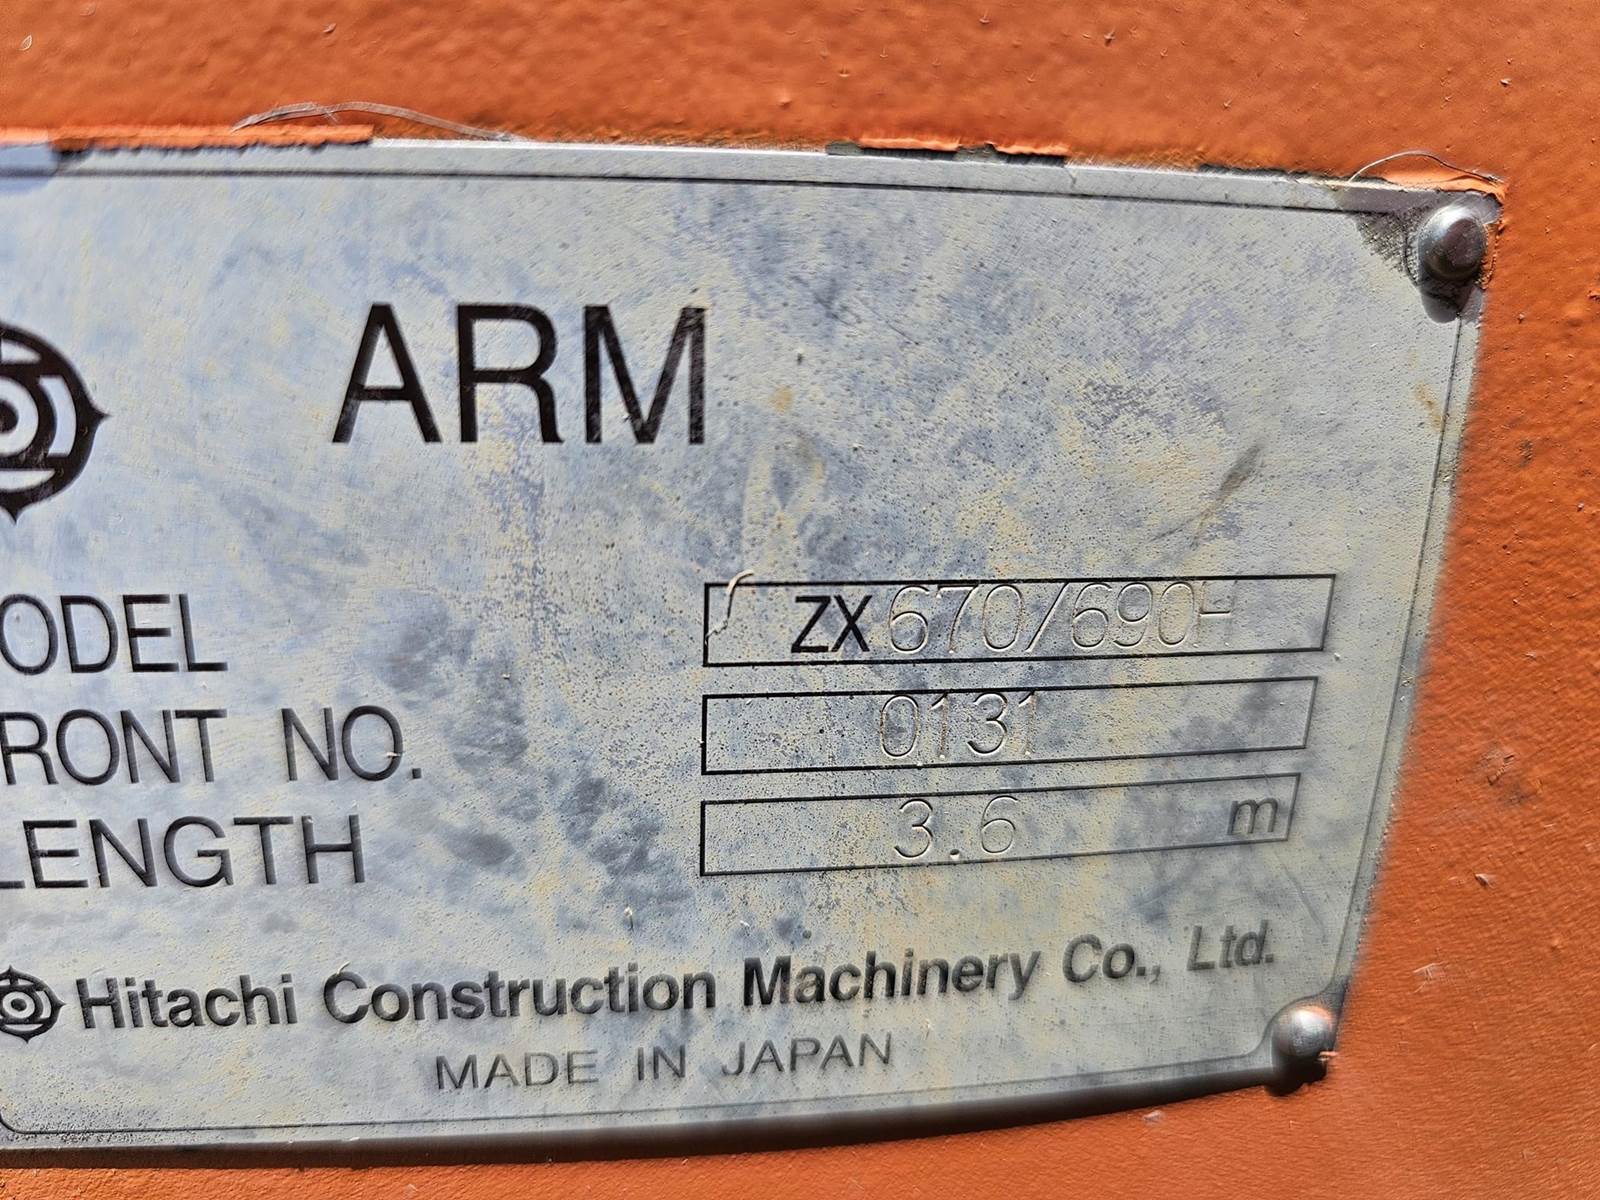 ARM
ODEL ZX670/690H
RONT NO. 0131
LENGTH 3.6 m
Hitachi Construction Machinery Co., Ltd.
MADE IN JAPAN